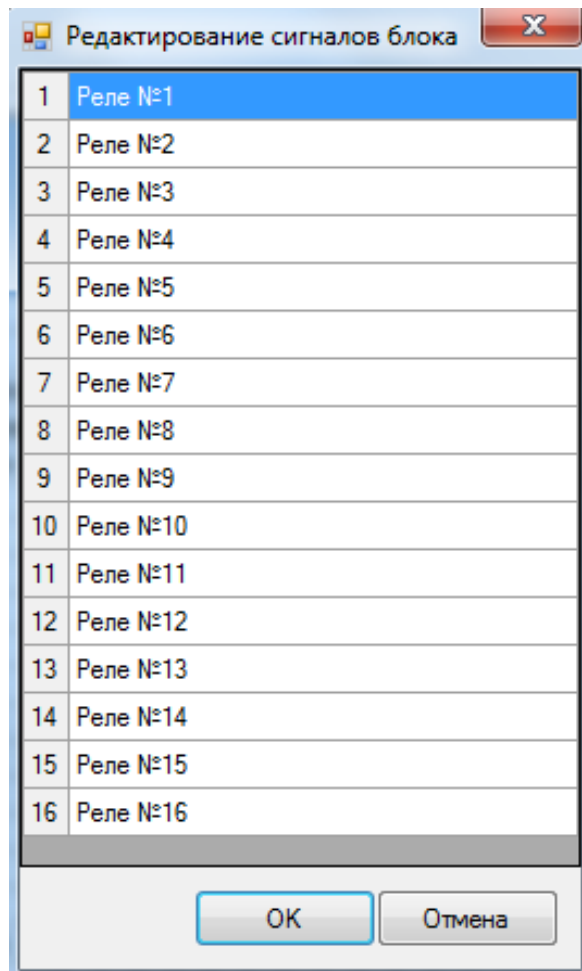 Редактирование сигналов блока
1 Реле №1
2 Реле №2
3 Реле №3
4 Реле №4
5 Реле №5
6 Реле №6
7 Реле №7
8 Реле №8
9 Реле №9
10 Реле №10
11 Реле №11
12 Реле №12
13 Реле №13
14 Реле №14
15 Реле №15
16 Реле №16
OK Отмена